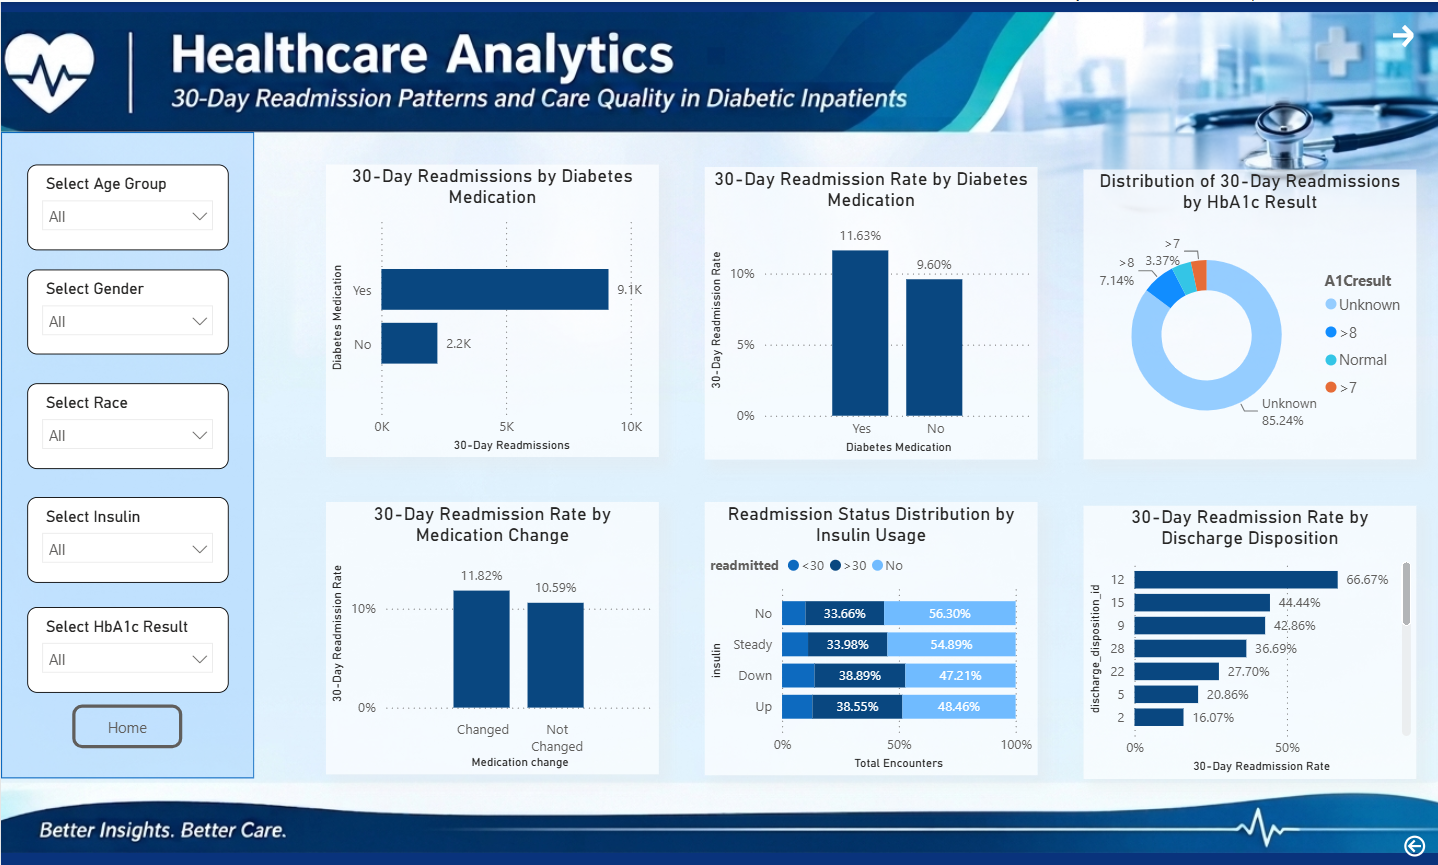 Healthcare Analytics
30-Day Readmission Patterns and Care Quality in Diabetic Inpatients
Select Age Group
All
Select Gender
All
Select Race
All
Select Insulin
All
Select HbA1c Result
All
Home
30-Day Readmissions by Diabetes
Medication
Diabetes Medication
Yes
9.1K
No
2.2K
0K
5K
10K
30-Day Readmissions
30-Day Readmission Rate by Diabetes
Medication
30-Day Readmission Rate
11.63%
9.60%
10%
5%
0%
Yes
No
Diabetes Medication
Distribution of 30-Day Readmissions
by HbA1c Result
>7
3.37%
>8
7.14%
Unknown
85.24%
A1Cresult
Unknown
>8
Normal
>7
30-Day Readmission Rate by
Medication Change
30-Day Readmission Rate
11.82%
10.59%
10%
0%
Changed
Not
Changed
Medication change
Readmission Status Distribution by
Insulin Usage
readmitted <30 >30 No
insulin
No 33.66% 56.30%
Steady 33.98% 54.89%
Down 38.89% 47.21%
Up 38.55% 48.46%
0% 50% 100%
Total Encounters
30-Day Readmission Rate by
Discharge Disposition
discharge_disposition_id
12 66.67%
15 44.44%
9 42.86%
28 36.69%
22 27.70%
5 20.86%
2 16.07%
0% 50%
30-Day Readmission Rate
Better Insights. Better Care.